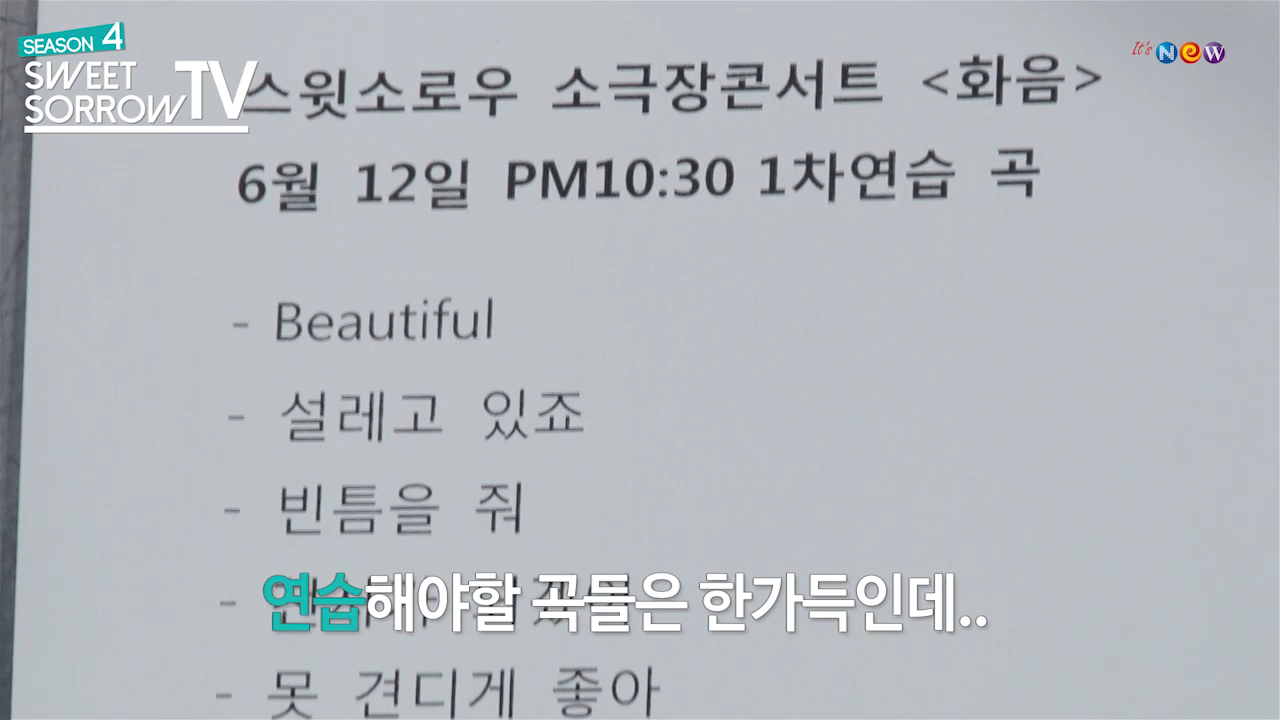 SEASON 4
SWEET
SORROW TV
It's NEW
스윗소로우 소극장콘서트 <화음>
6월 12일 PM10:30 1차연습 곡
- Beautiful
- 설레고 있죠
- 빈틈을 줘
-
연습해야할 곡들은 한가득인데..
- 못 견디게 좋아